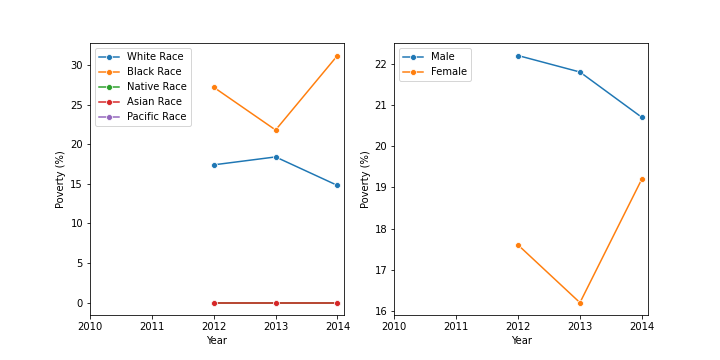 White Race
Black Race
Native Race
Asian Race
Pacific Race
30
25
20
15
10
5
0
Poverty (%)
2010 2011 2012 2013 2014
Year
Male
Female
22
21
20
19
18
17
16
Poverty (%)
2010 2011 2012 2013 2014
Year